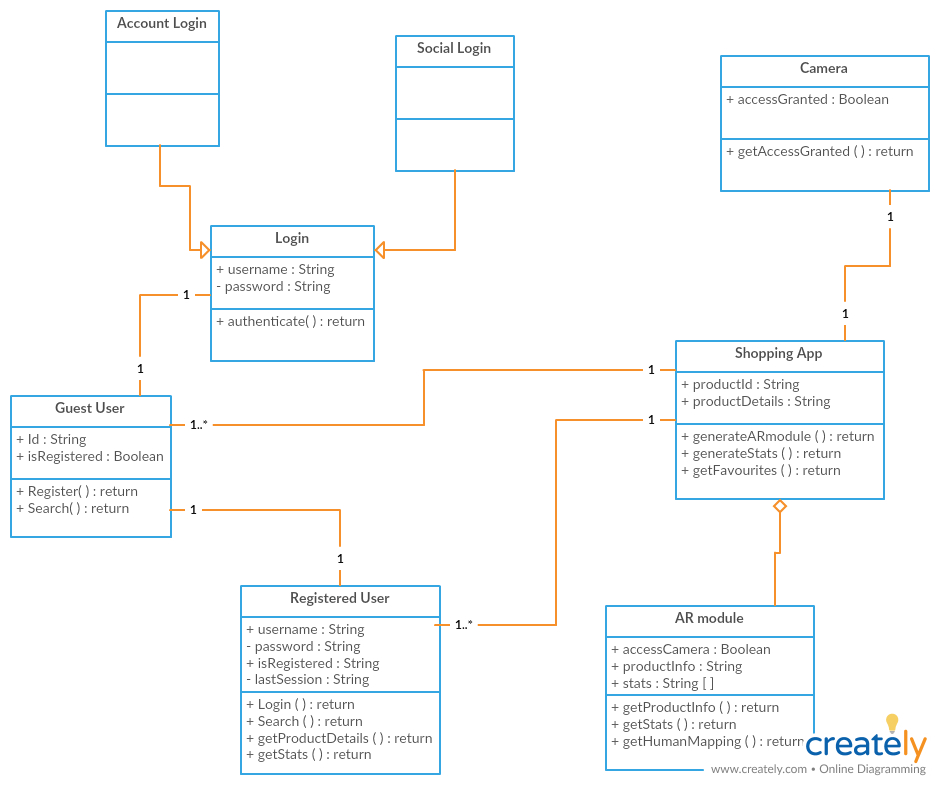 Account Login
Social Login
Camera
+ accessGranted : Boolean
+ getAccessGranted ( ) : return
1
Login
+ username : String
- password : String
+ authenticate( ) : return
1
1
1
Shopping App
+ productId : String
+ productDetails : String
+ generateARmodule ( ) : return
+ generateStats ( ) : return
+ getFavourites ( ) : return
1
1
Guest User
+ Id : String
+ isRegistered : Boolean
+ Register( ) : return
+ Search( ) : return
1..*
1
1
Registered User
+ username : String
- password : String
+ isRegistered : String
- lastSession : String
+ Login ( ) : return
+ Search ( ) : return
+ getProductDetails ( ) : return
+ getStats ( ) : return
1..*
AR module
+ accessCamera : Boolean
+ productInfo : String
+ stats : String [ ]
+ getProductInfo ( ) : return
+ getStats ( ) : return
+ getHumanMapping ( ) : return
creately
www.creately.com • Online Diagramming